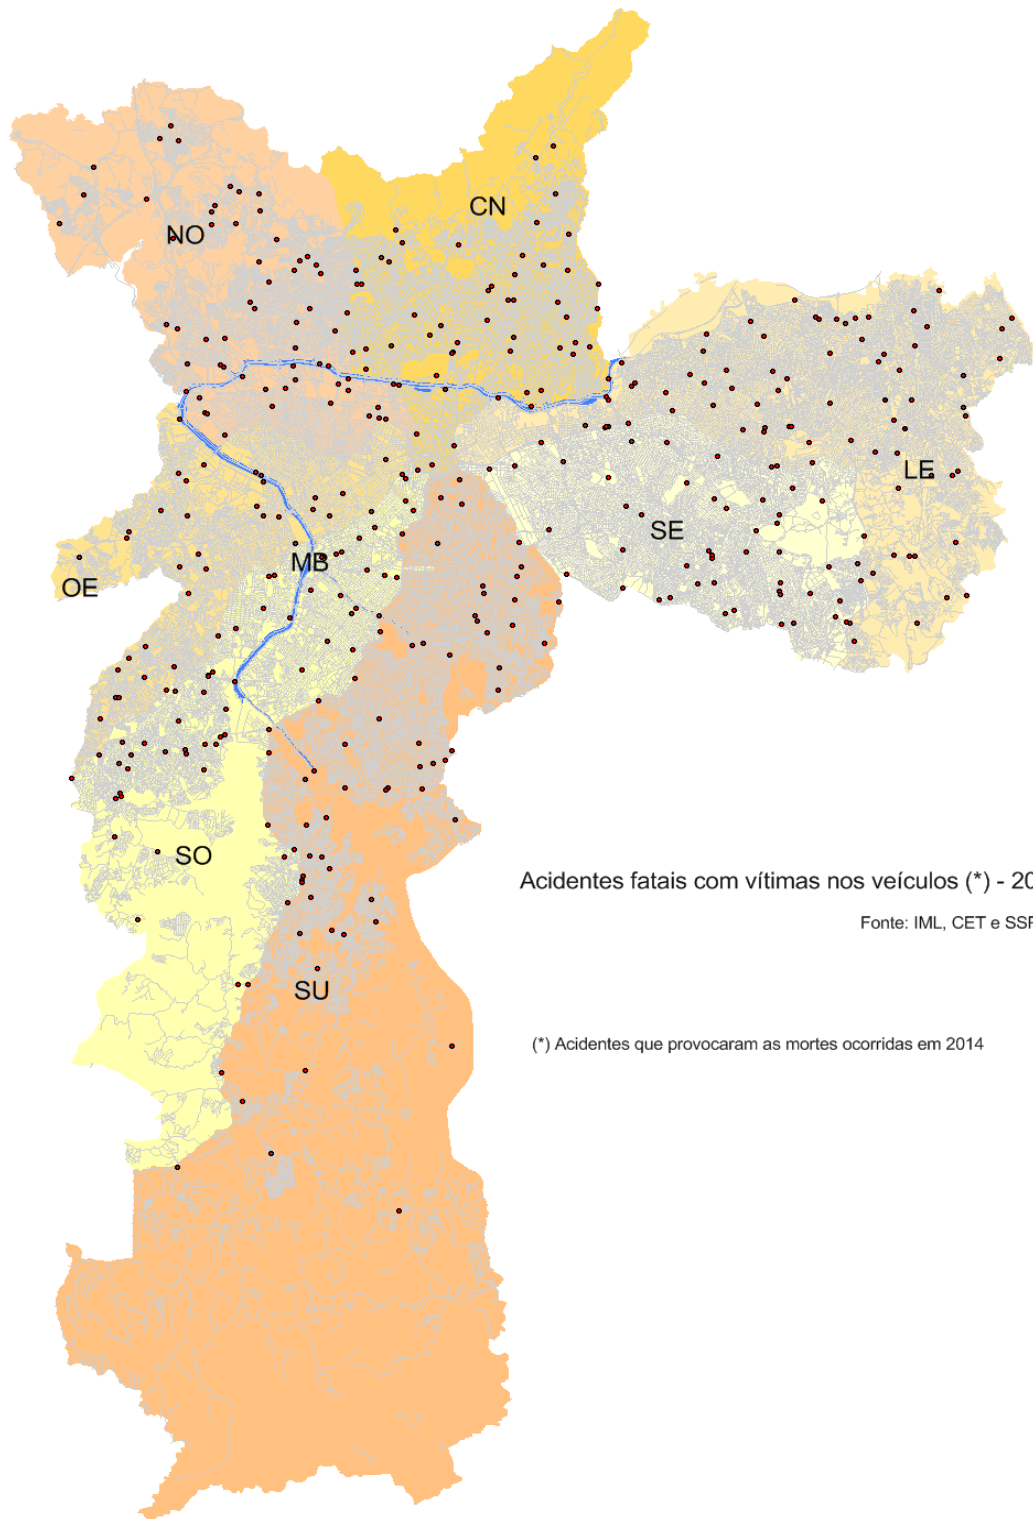 CN
NO
LE
SE
MB
OE
SO
Acidentes fatais com vítimas nos veículos (*) - 20
Fonte: IML, CET e SSP
SU
(*) Acidentes que provocaram as mortes ocorridas em 2014